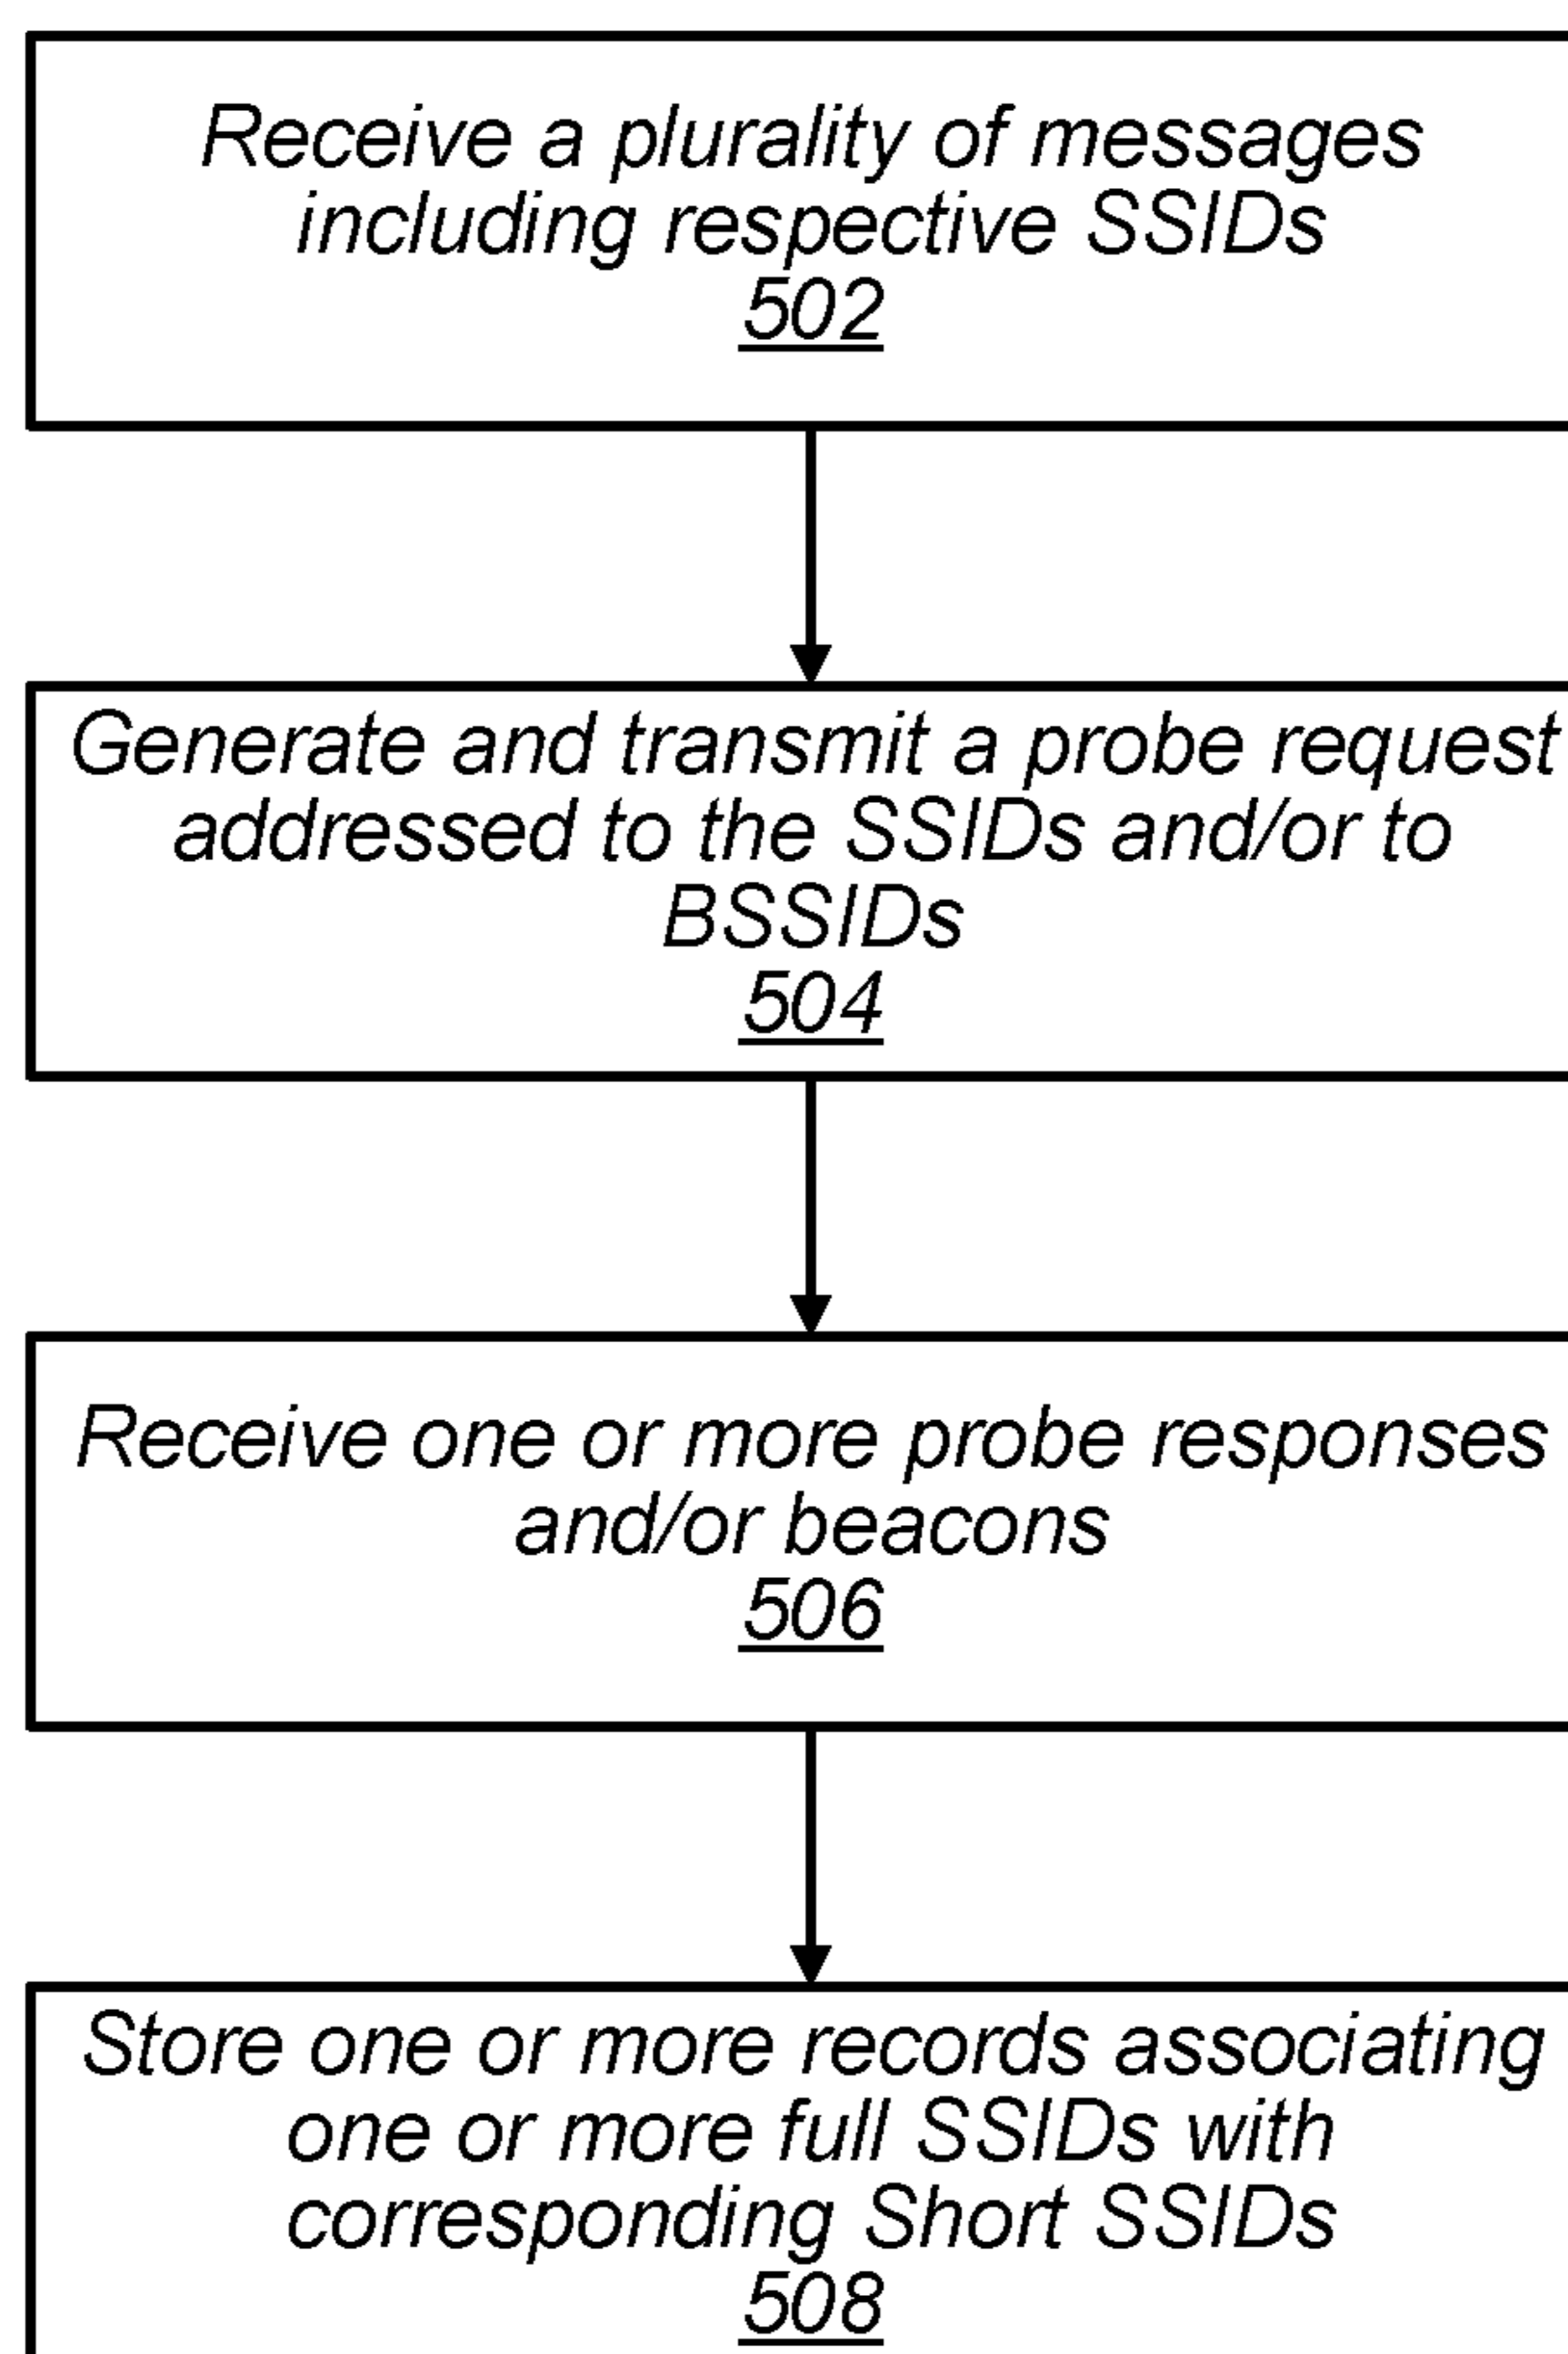 Receive a plurality of messages
including respective SSIDs
502
Generate and transmit a probe request
addressed to the SSIDs and/or to
BSSIDs
504
Receive one or more probe responses
and/or beacons
506
Store one or more records associating
one or more full SSIDs with
corresponding Short SSIDs
508